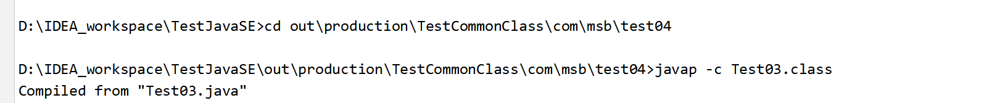 D:\IDEA_workspace\TestJavaSE>cd out\production\TestCommonClass\com\msb\test04
D:\IDEA_workspace\TestJavaSE\out\production\TestCommonClass\com\msb\test04>javap -c Test03.class
Compiled from "Test03.java"